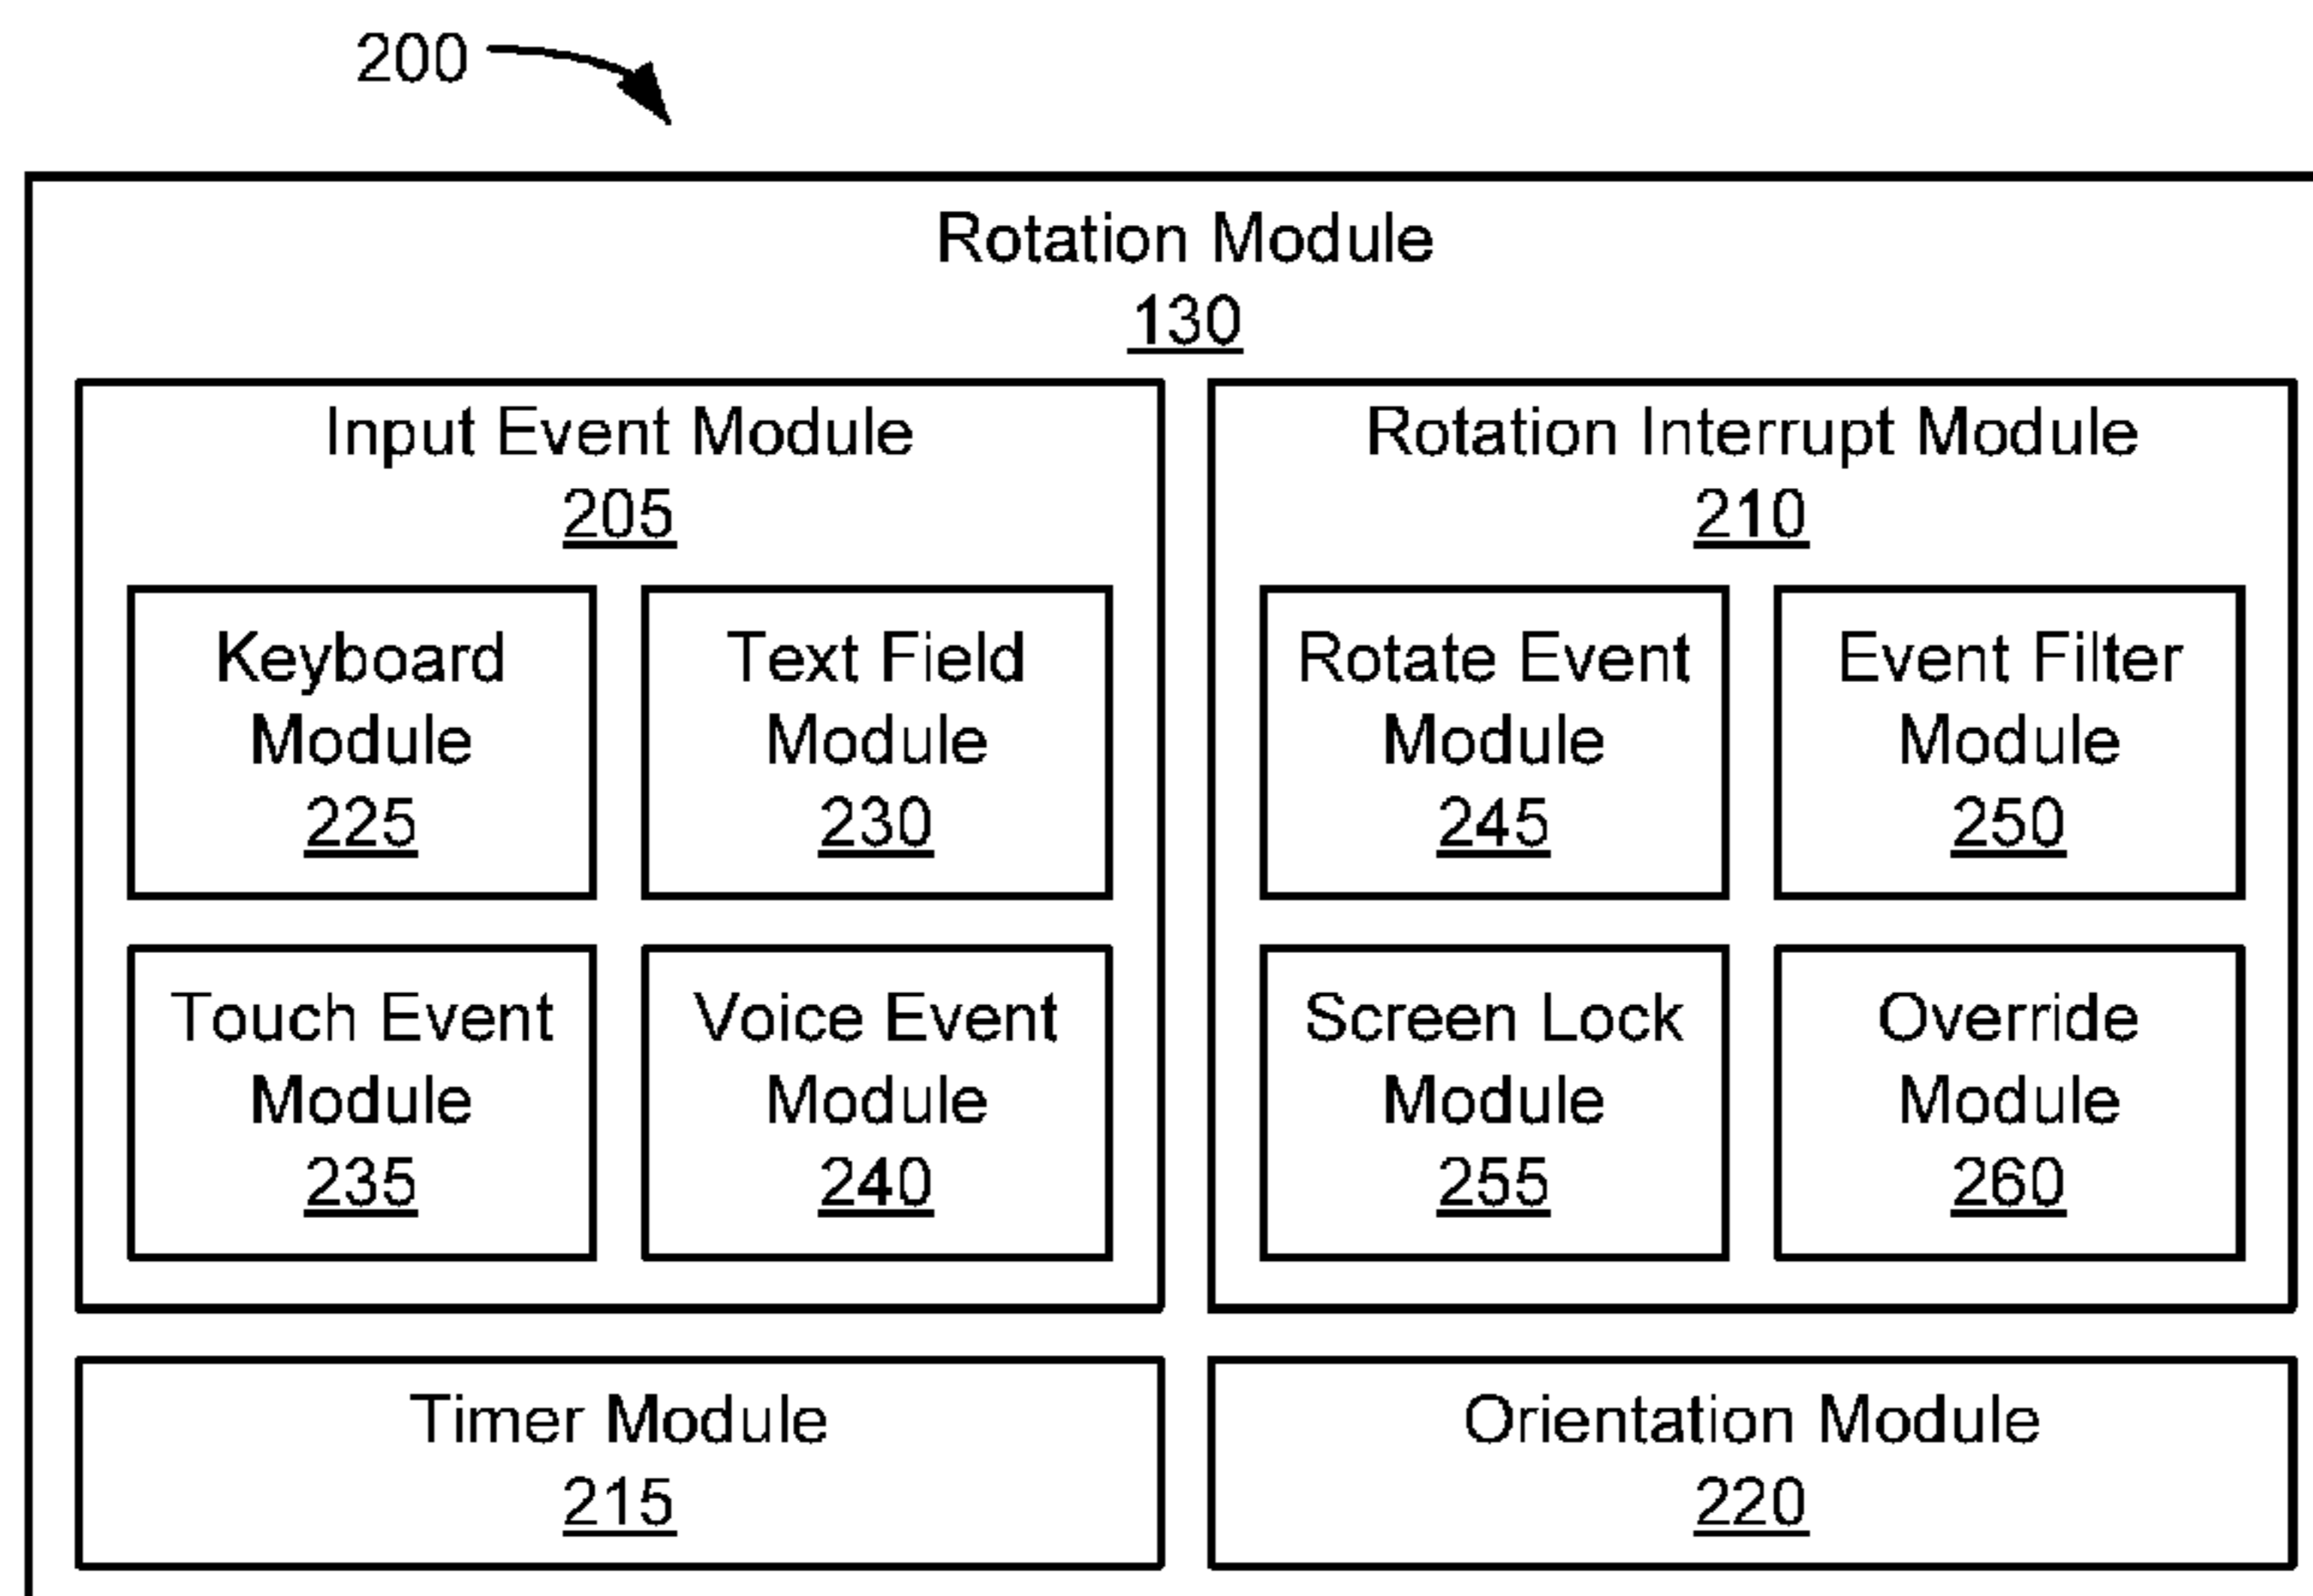 200
Rotation Module
130
Input Event Module
205
Keyboard
Module
225
Text Field
Module
230
Touch Event
Module
235
Voice Event
Module
240
Rotation Interrupt Module
210
Rotate Event
Module
245
Event Filter
Module
250
Screen Lock
Module
255
Override
Module
260
Timer Module
215
Orientation Module
220